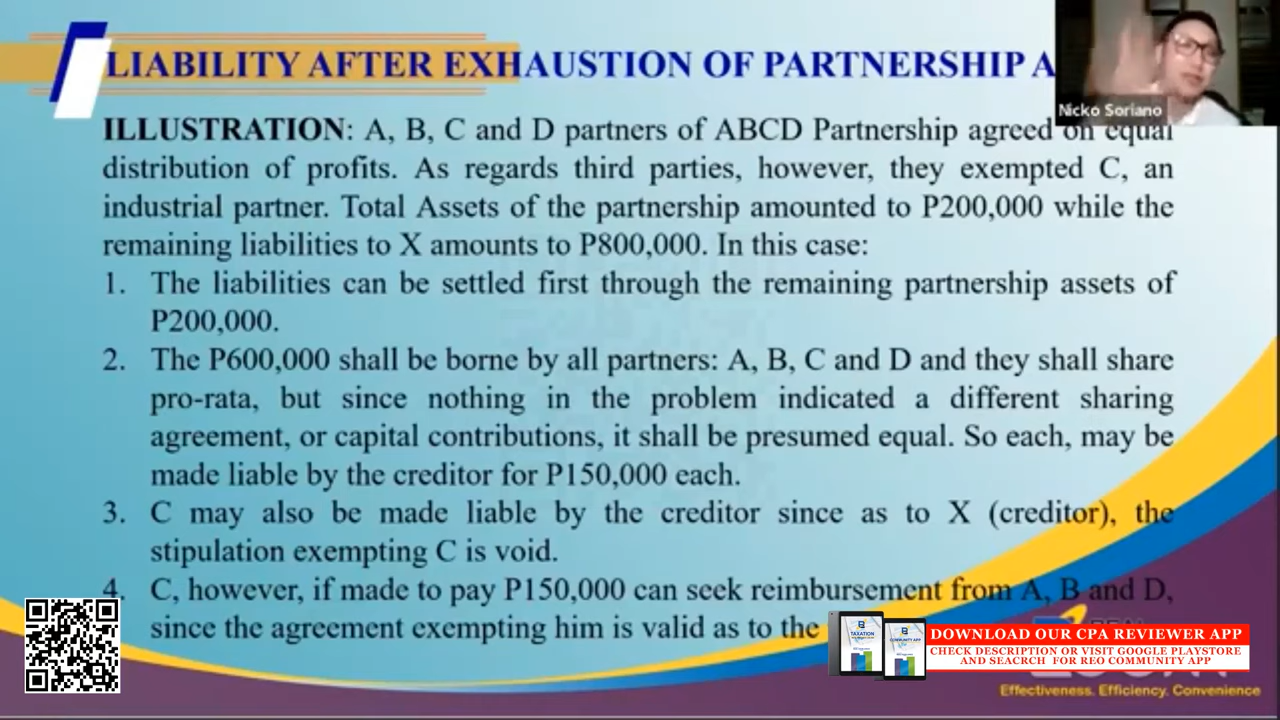 LIABILITY AFTER EXHAUSTION OF PARTNERSHIP A
Nicko Soriano
ILLUSTRATION: A, B, C and D partners of ABCD Partnership agreed on equal
distribution of profits. As regards third parties, however, they exempted C, an
industrial partner. Total Assets of the partnership amounted to P200,000 while the
remaining liabilities to X amounts to P800,000. In this case:
1. The liabilities can be settled first through the remaining partnership assets of
P200,000.
2. The P600,000 shall be borne by all partners: A, B, C and D and they shall share
pro-rata, but since nothing in the problem indicated a different sharing
agreement, or capital contributions, it shall be presumed equal. So each, may be
made liable by the creditor for P150,000 each.
3. C may also be made liable by the creditor since as to X (creditor), the
stipulation exempting C is void.
4. C, however, if made to pay P150,000 can seek reimbursement from A, B and D,
since the agreement exempting him is valid as to the
TAXATION
DOWNLOAD OUR CPA REVIEWER APP
CHECK DESCRIPTION OR VISIT GOOGLE PLAYSTORE
AND SEACRCH FOR REO COMMUNITY APP
Effectiveness. Efficiency. Convenience